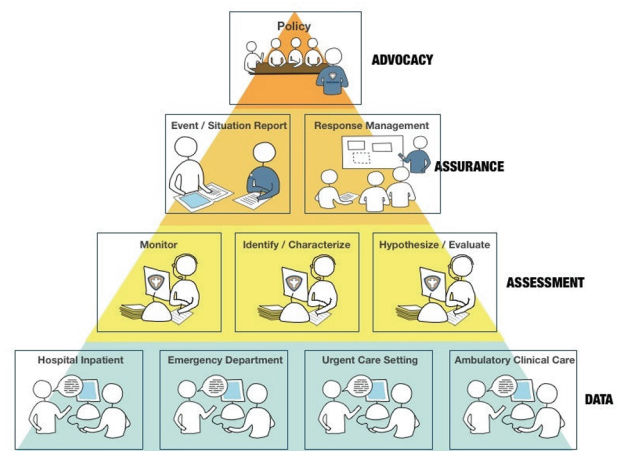 Policy
ADVOCACY
Event / Situation Report
Response Management
ASSURANCE
Monitor
Identify / Characterize
Hypothesize / Evaluate
ASSESSMENT
Hospital Inpatient
Emergency Department
Urgent Care Setting
Ambulatory Clinical Care
DATA